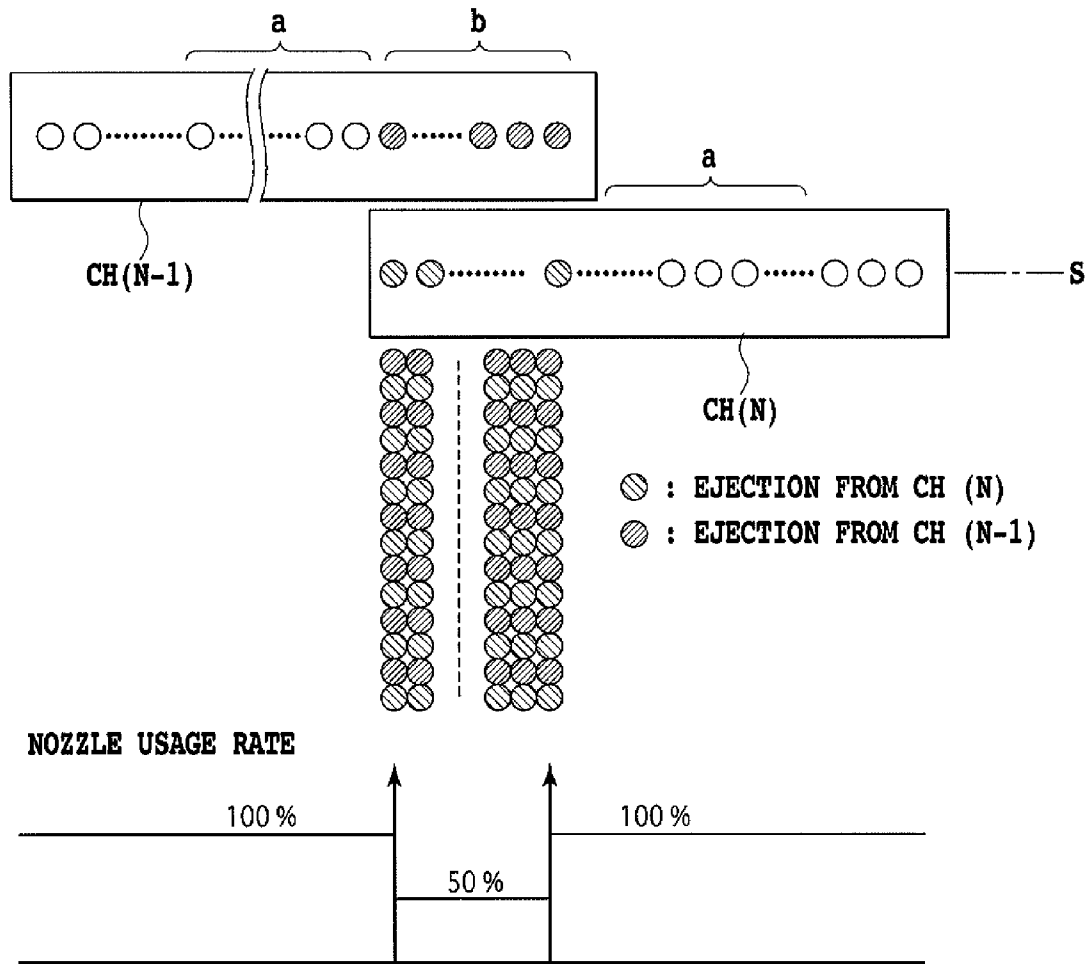 a
b
a
CH(N-1)
S
CH(N)
: EJECTION FROM CH (N)
: EJECTION FROM CH (N-1)
NOZZLE USAGE RATE
100 %
100 %
50 %